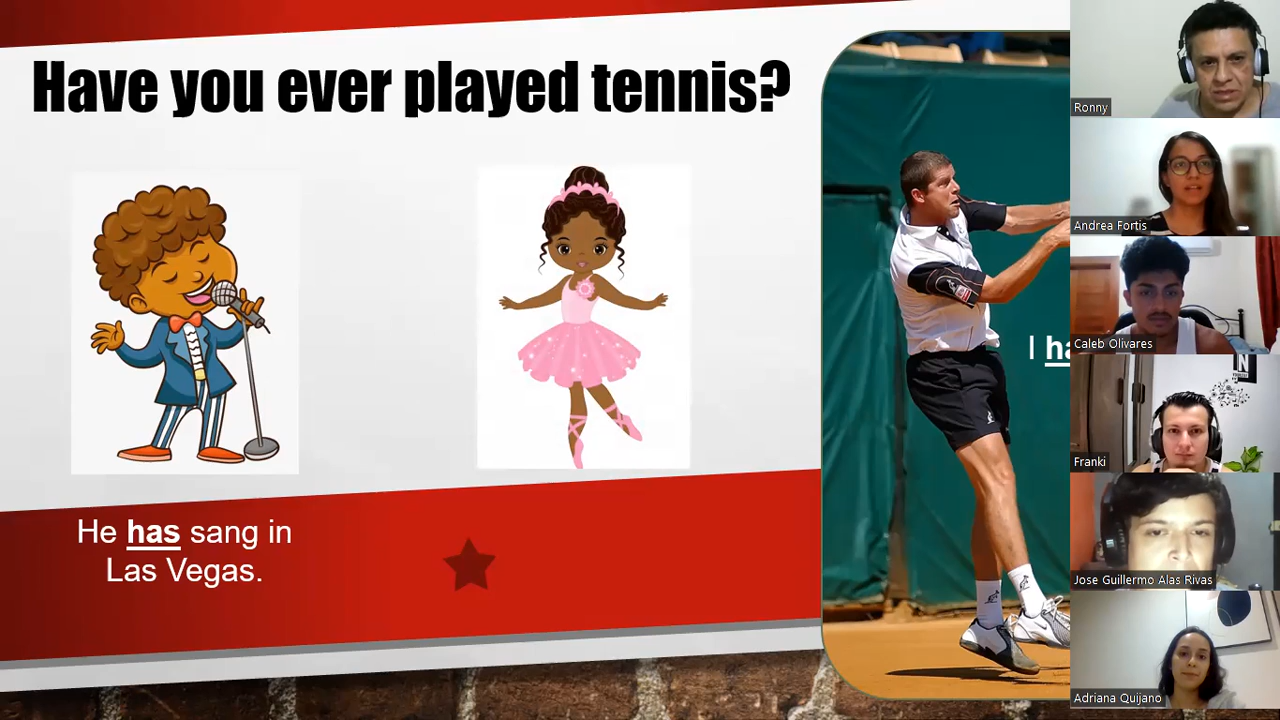 Have you ever played tennis?
He has sang in
Las Vegas.
I ha
Ronny
Andrea Fortis
Caleb Olivares
N
Franki
Jose Guillermo Alas Rivas
Adriana Quijano